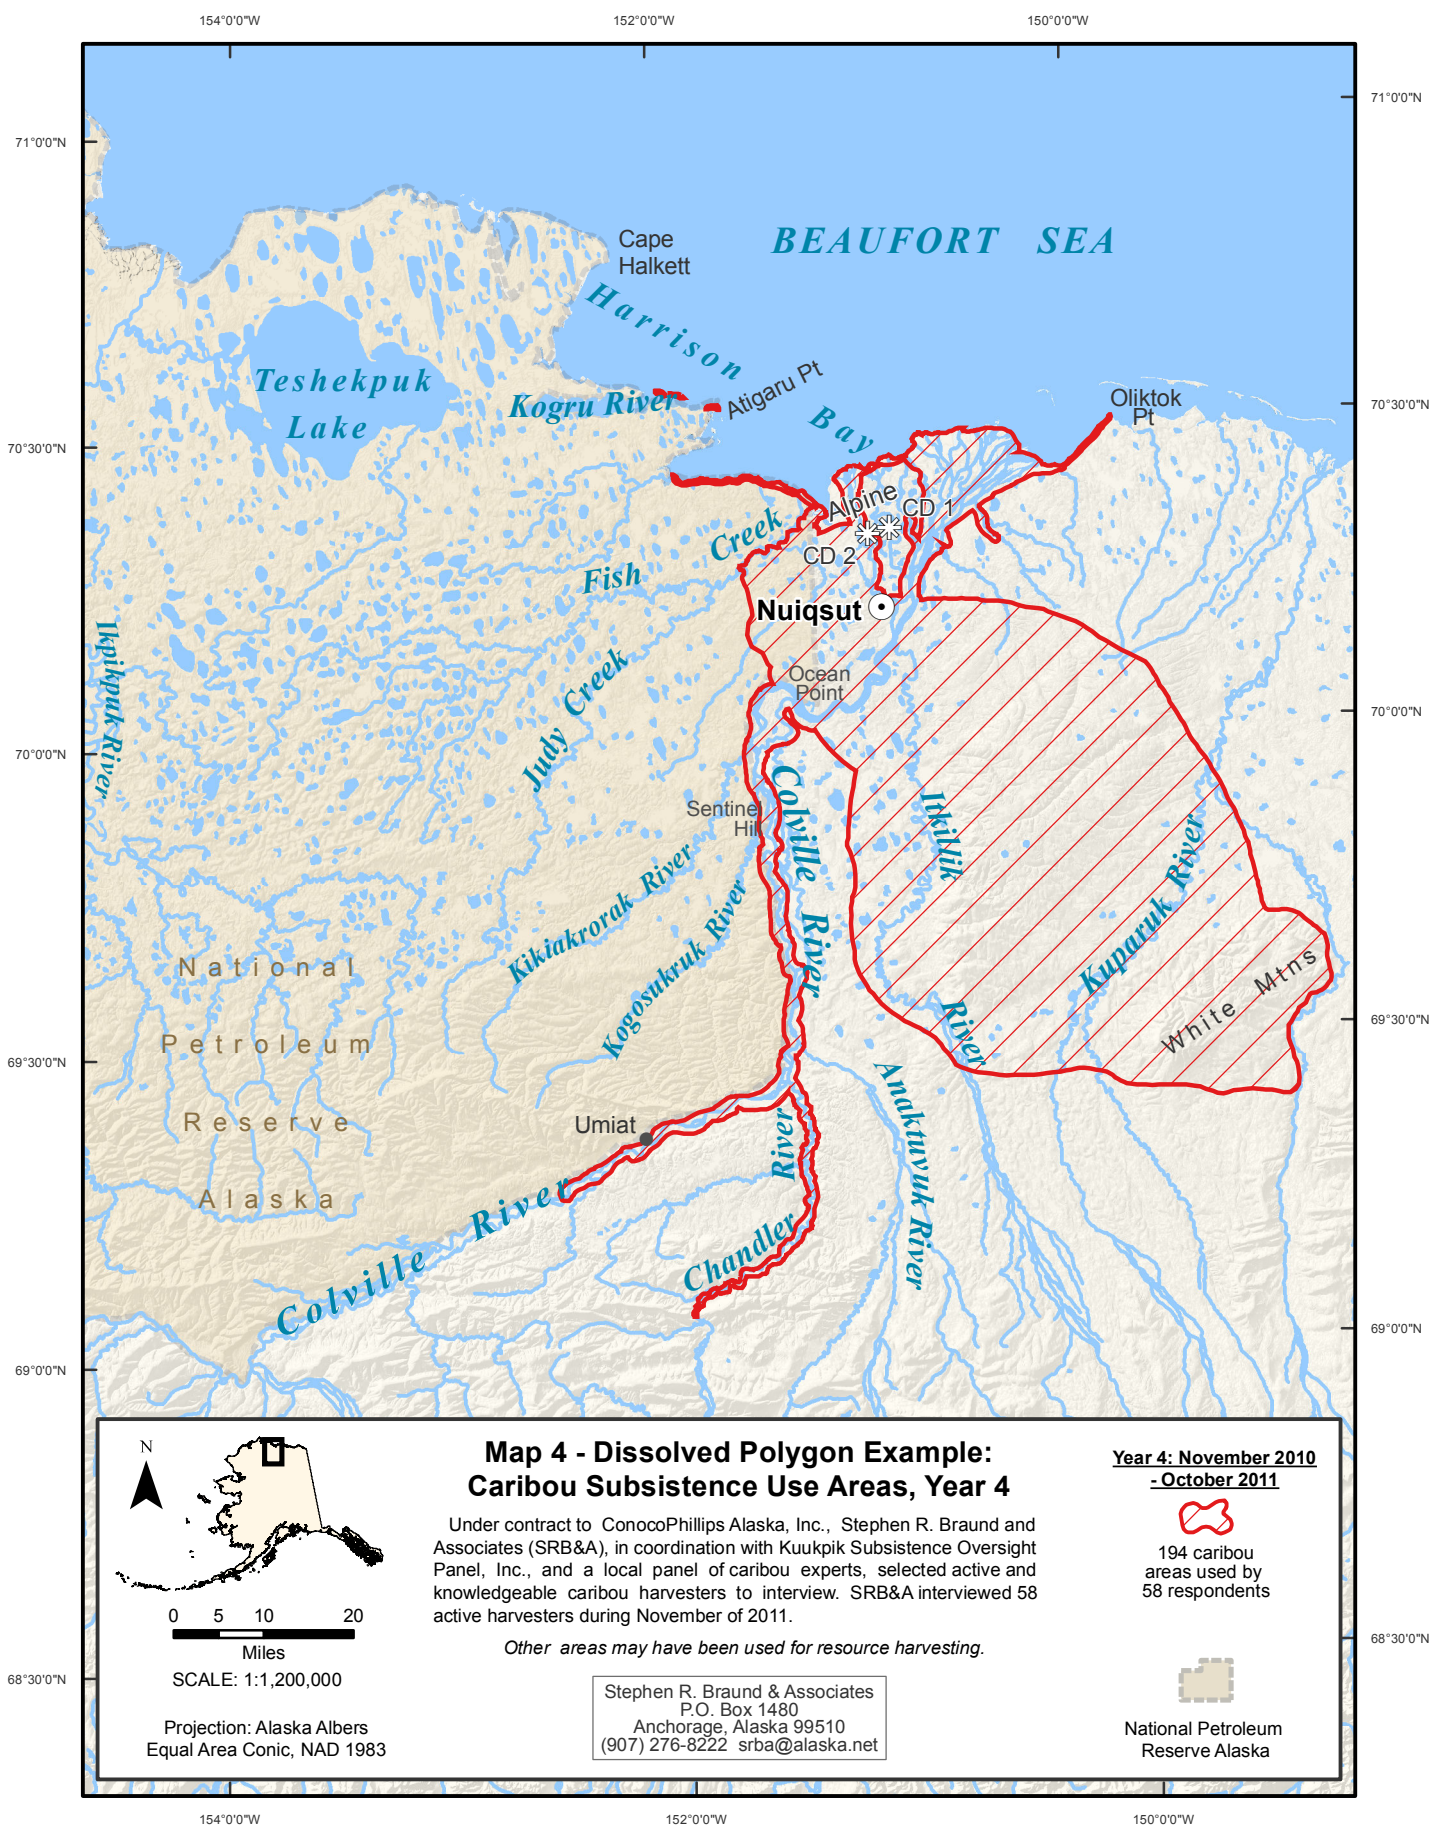 154°0'0"W
152°0'0"W
150°0'0"W
71°0'0"N
71°0'0"N
BEAUFORT SEA
Cape
Halkett
Harrison
Bay
Teshekpuk
Lake
Kogru River
Atigaru Pt
Oliktok
Pt
70°30'0"N
70°30'0"N
Alpine
CD 1
CD 2
Fish Creek
Nuiqsut
Ikpikpuk River
Judy Creek
Ocean
Point
70°0'0"N
70°0'0"N
Sentinel
Hill
Colville River
Itkillik River
Kuparuk River
Kikiakrorak River
Kogosukruk River
White Mtns
National
Petroleum
Reserve
Alaska
69°30'0"N
69°30'0"N
Umiat
Anaktuvuk River
Chandler River
Colville River
69°0'0"N
69°0'0"N
N
0 5 10 20
Miles
SCALE: 1:1,200,000
Projection: Alaska Albers
Equal Area Conic, NAD 1983
Map 4 - Dissolved Polygon Example:
Caribou Subsistence Use Areas, Year 4
Under contract to ConocoPhillips Alaska, Inc., Stephen R. Braund and
Associates (SRB&A), in coordination with Kuukpik Subsistence Oversight
Panel, Inc., and a local panel of caribou experts, selected active and
knowledgeable caribou harvesters to interview. SRB&A interviewed 58
active harvesters during November of 2011.
Other areas may have been used for resource harvesting.
Stephen R. Braund & Associates
P.O. Box 1480
Anchorage, Alaska 99510
(907) 276-8222 srba@alaska.net
Year 4: November 2010
- October 2011
194 caribou
areas used by
58 respondents
National Petroleum
Reserve Alaska
68°30'0"N
68°30'0"N
154°0'0"W
152°0'0"W
150°0'0"W